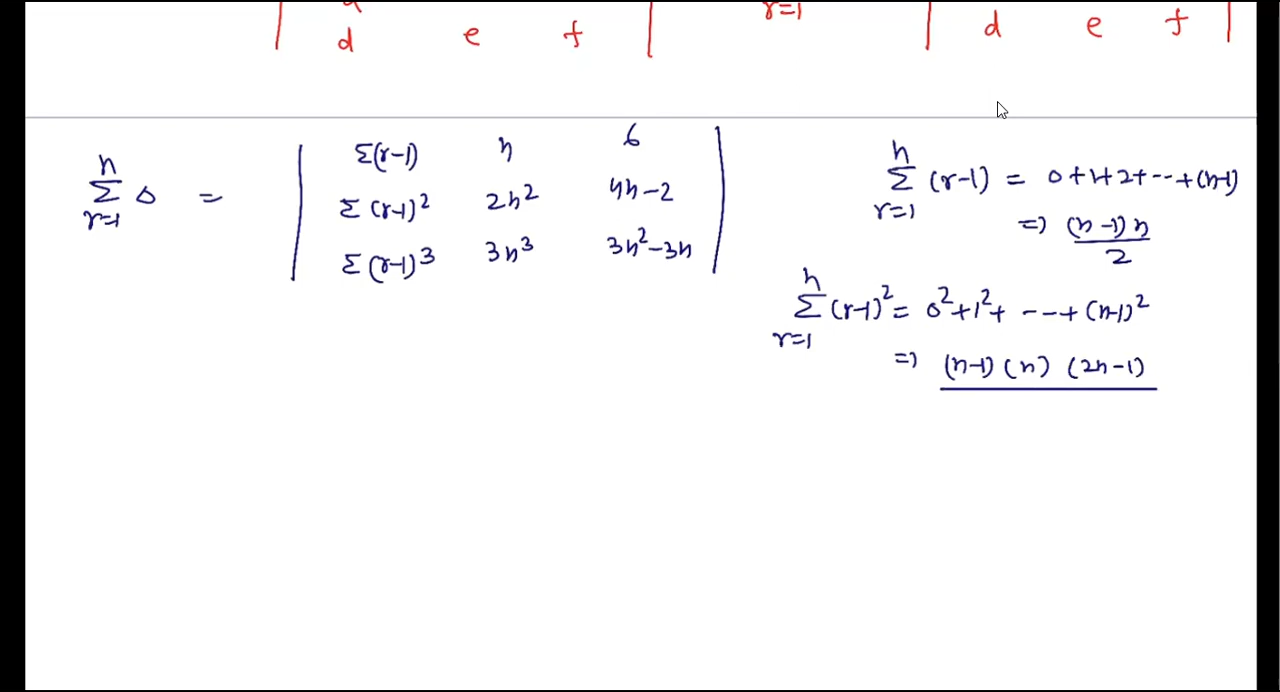 | d e f | r=1 | d e f |
n
Σ Δ = | Σ(r-1) n 6 |
r=1 | Σ(r-1)² 2n² 4n-2 |
| Σ(r-1)³ 3n³ 3n²-3n |
n
Σ (r-1) = 0+1+2+--+(n-1)
r=1
=) (n-1)n
2
n
Σ (r-1)² = 0²+1²+ --+ (n-1)²
r=1
=) (n-1) (n) (2n-1)